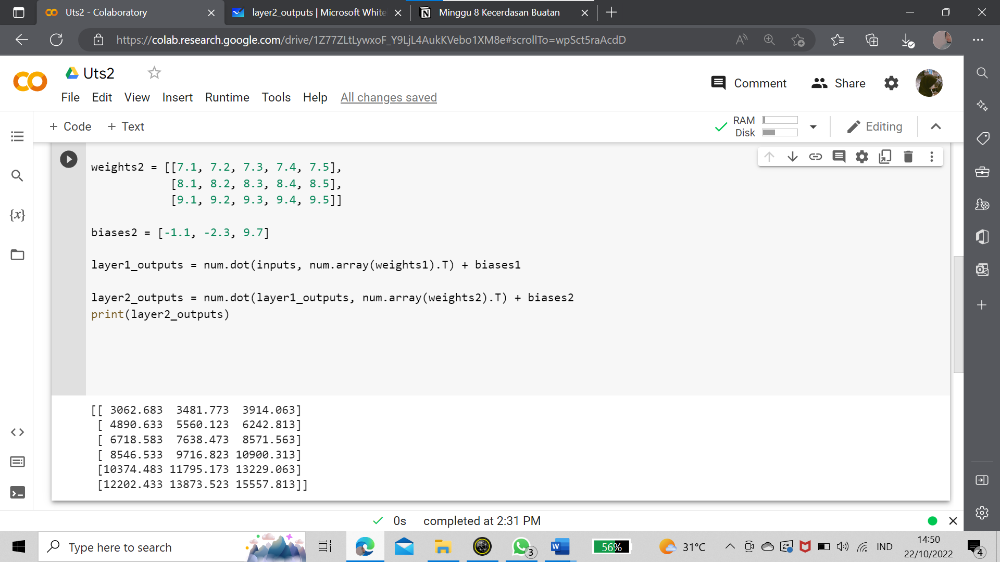 Uts2 - Colaboratory
layer2_outputs | Microsoft White
Minggu 8 Kecerdasan Buatan
https://colab.research.google.com/drive/1Z77ZLtLywxoF_Y9LjL4AukKVebo1XM8e#scrollTo=wpSct5raAcdD
Uts2
Comment
Share
File Edit View Insert Runtime Tools Help All changes saved
+ Code + Text
RAM
Disk
Editing
weights2 = [[7.1, 7.2, 7.3, 7.4, 7.5],
[8.1, 8.2, 8.3, 8.4, 8.5],
[9.1, 9.2, 9.3, 9.4, 9.5]]
biases2 = [-1.1, -2.3, 9.7]
layer1_outputs = num.dot(inputs, num.array(weights1).T) + biases1
layer2_outputs = num.dot(layer1_outputs, num.array(weights2).T) + biases2
print(layer2_outputs)
[[ 3062.683 3481.773 3914.063]
[ 4890.633 5560.123 6242.813]
[ 6718.583 7638.473 8571.563]
[ 8546.533 9716.823 10900.313]
[10374.483 11795.173 13229.063]
[12202.433 13873.523 15557.813]]
0s completed at 2:31 PM
Type here to search
3
56%
31°C
IND
14:50
22/10/2022
4